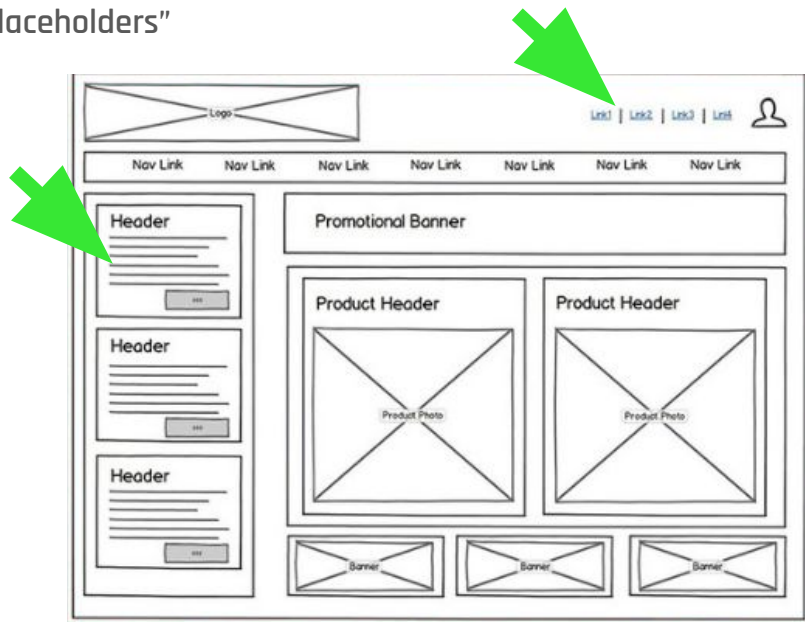 laceholders”
Logo
Link1 | Link2 | Link3 | Link4
Nav Link Nav Link Nav Link Nav Link Nav Link Nav Link Nav Link
Header
Promotional Banner
Product Header
Product Header
Header
Product Photo
Product Photo
Header
Banner
Banner
Banner